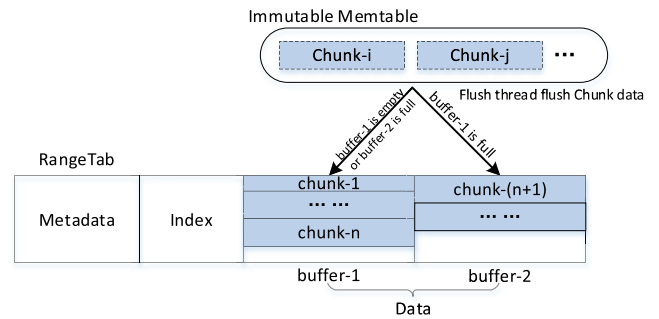 Immutable Memtable
Chunk-i
Chunk-j
...
Flush thread flush Chunk data
buffer-1 is empty
or buffer-2 is full
buffer-1 is full
RangeTab
Metadata
Index
chunk-1
... ...
chunk-n
chunk-(n+1)
... ...
buffer-1
buffer-2
Data